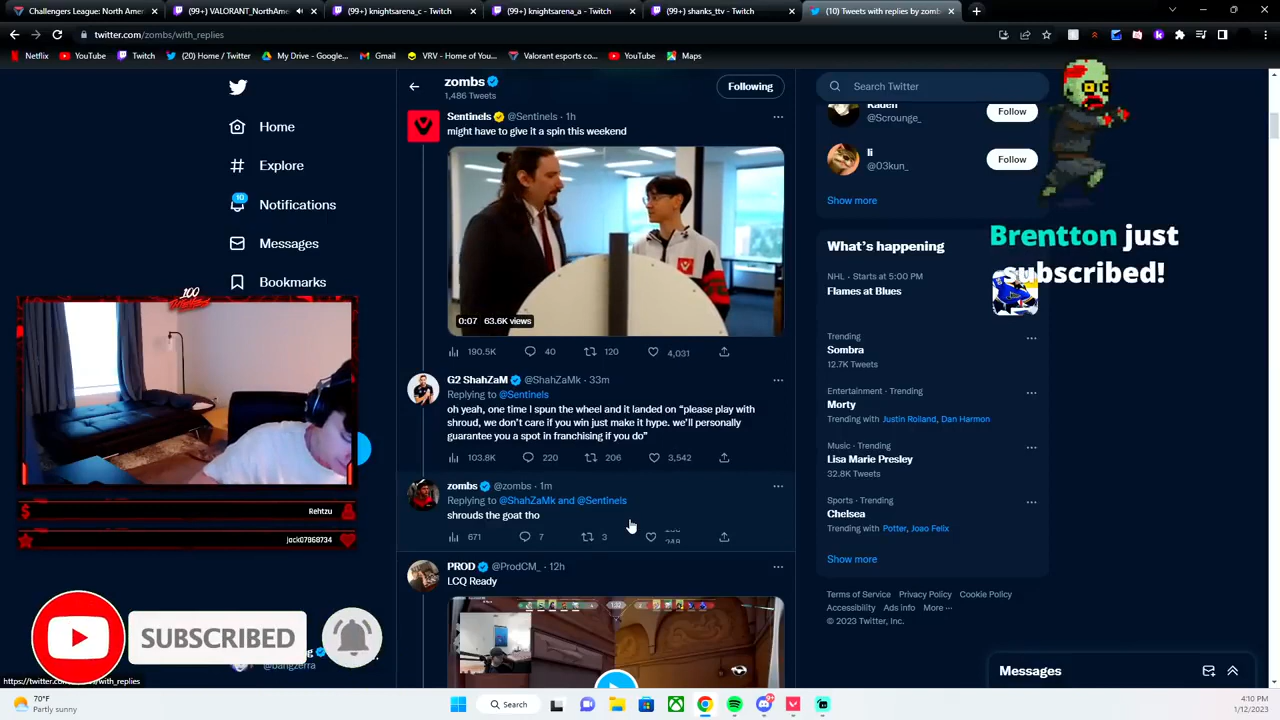 Challengers League: North Ameri
(99+) VALORANT_NorthAme
(99+) knightsarena_c - Twitch
(99+) knightsarena_a - Twitch
(99+) shanks_ttv - Twitch
(10) Tweets with replies by zomb
twitter.com/zombs/with_replies
Netflix
YouTube
Twitch
(20) Home / Twitter
My Drive - Google...
Gmail
VRV - Home of You...
Valorant esports co...
YouTube
Maps
zombs
1,486 Tweets
Following
Search Twitter
Home
Explore
10
Notifications
Messages
Bookmarks
Sentinels @Sentinels · 1h
might have to give it a spin this weekend
0:07 63.6K views
190.5K 40 120 4,031
G2 ShahZaM @ShahZaMk · 33m
Replying to @Sentinels
oh yeah, one time I spun the wheel and it landed on “please play with
shroud, we don't care if you win just make it hype. we'll personally
guarantee you a spot in franchising if you do”
103.8K 220 206 3,542
zombs @zombs · 1m
Replying to @ShahZaMk and @Sentinels
shrouds the goat tho
671 7 3
PROD @ProdCM_ · 12h
LCQ Ready
Kaden
@Scrounge_
Follow
li
@03kun_
Follow
Show more
What's happening
NHL · Starts at 5:00 PM
Flames at Blues
Trending
Sombra
12.7K Tweets
Entertainment · Trending
Morty
Trending with Justin Roiland, Dan Harmon
Music · Trending
Lisa Marie Presley
32.8K Tweets
Sports · Trending
Chelsea
Trending with Potter, Joao Felix
Show more
Terms of Service Privacy Policy Cookie Policy
Accessibility Ads info More ···
© 2023 Twitter, Inc.
Messages
Brentton just
subscribed!
100
Rehtzu
jack07868734
SUBSCRIBED
@bangzerra
https://twitter.com/zombs/with_replies
70°F
Partly sunny
Search
4:10 PM
1/12/2023